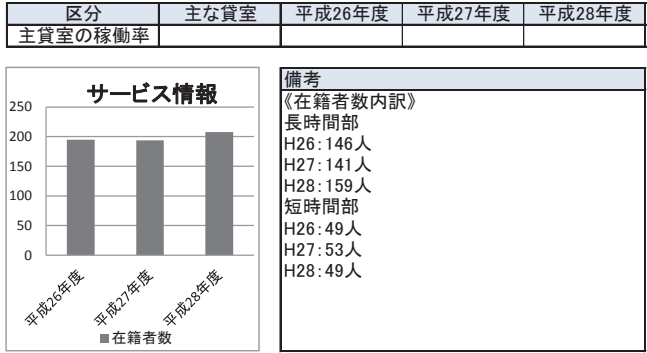 区分 主な貸室 平成26年度 平成27年度 平成28年度
主貸室の稼働率
サービス情報
250
200
150
100
50
0
平成26年度 平成27年度 平成28年度
■在籍者数
備考
《在籍者数内訳》
長時間部
H26:146人
H27:141人
H28:159人
短時間部
H26:49人
H27:53人
H28:49人